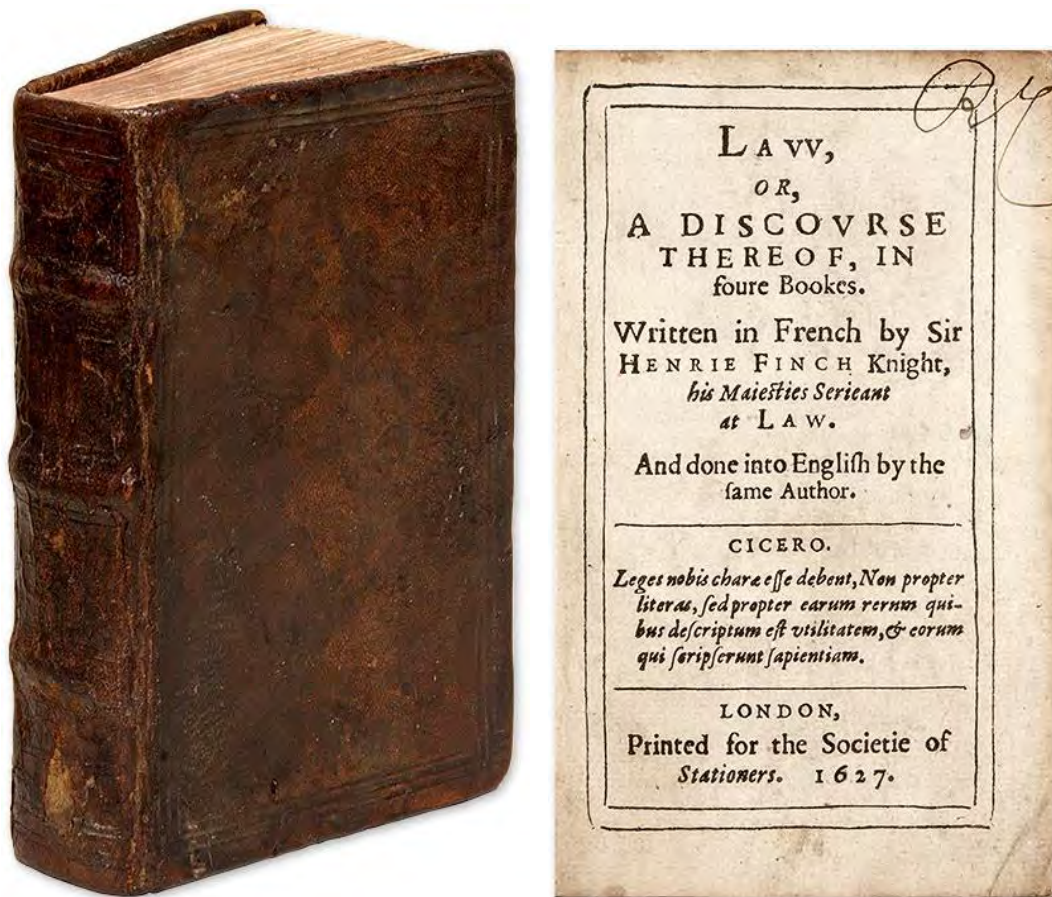 LAVV,
OR,
A DISCOVRSE
THEREOF, IN
foure Bookes.
Written in French by Sir
HENRIE FINCH Knight,
his Maiesties Serieant
at LAW.
And done into Engliſh by the
ſame Author.
CICERO.
Leges nobis charæ eſſe debent, Non propter
literas, ſed propter earum rerum qui-
bus deſcriptum eſt vtilitatem, & eorum
qui ſcripſerunt ſapientiam.
LONDON,
Printed for the Societie of
Stationers. 1627.